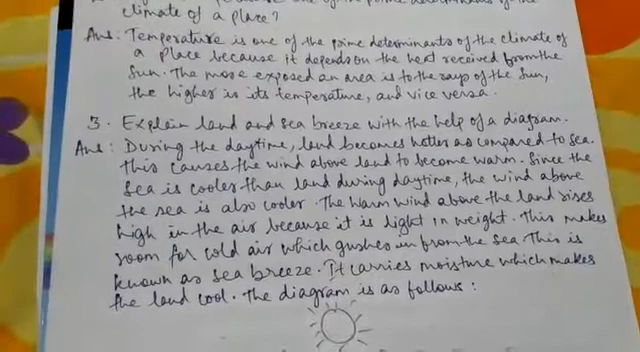 climate of a place?
Ans: Temperature is one of the prime determinants of the climate of
a place because it depends on the heat received from the
Sun. The more exposed an area is to the rays of the Sun,
the higher is its temperature, and vice versa.
3. Explain land and sea breeze with the help of a diagram.
Ans: During the daytime, land becomes hotter as compared to sea.
This causes the wind above land to become warm. Since the
sea is cooler than land during daytime, the wind above
the sea is also cooler. The warm wind above the land rises
high in the air because it is light in weight. This makes
room for cold air which gushes in from the sea. This is
known as sea breeze. It carries moisture which makes
the land cool. The diagram is as follows: